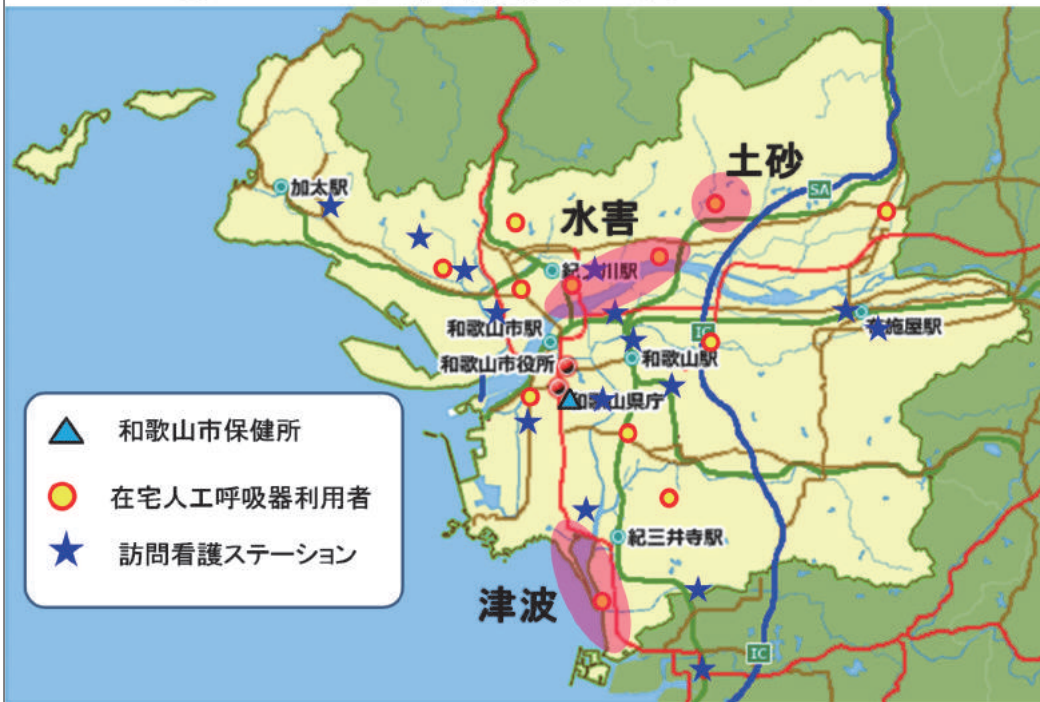 土砂
SA
加太駅
水害
紀ノ川駅
和歌山市駅
布施屋駅
IC
和歌山市役所
和歌山駅
和歌山県庁
和歌山市保健所
在宅人工呼吸器利用者
訪問看護ステーション
紀三井寺駅
津波
IC